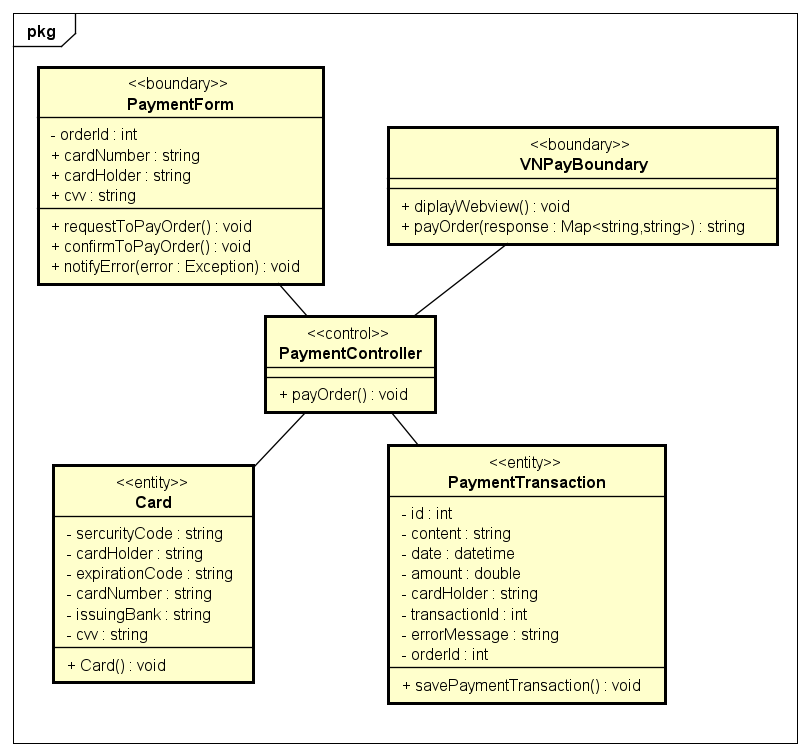 pkg
<<boundary>>
PaymentForm
- orderId : int
+ cardNumber : string
+ cardHolder : string
+ cvv : string
+ requestToPayOrder() : void
+ confirmToPayOrder() : void
+ notifyError(error : Exception) : void
<<boundary>>
VNPayBoundary
+ diplayWebview() : void
+ payOrder(response : Map<string,string>) : string
<<control>>
PaymentController
+ payOrder() : void
<<entity>>
Card
- sercurityCode : string
- cardHolder : string
- expirationCode : string
- cardNumber : string
- issuingBank : string
- cvv : string
+ Card() : void
<<entity>>
PaymentTransaction
- id : int
- content : string
- date : datetime
- amount : double
- cardHolder : string
- transactionId : int
- errorMessage : string
- orderId : int
+ savePaymentTransaction() : void